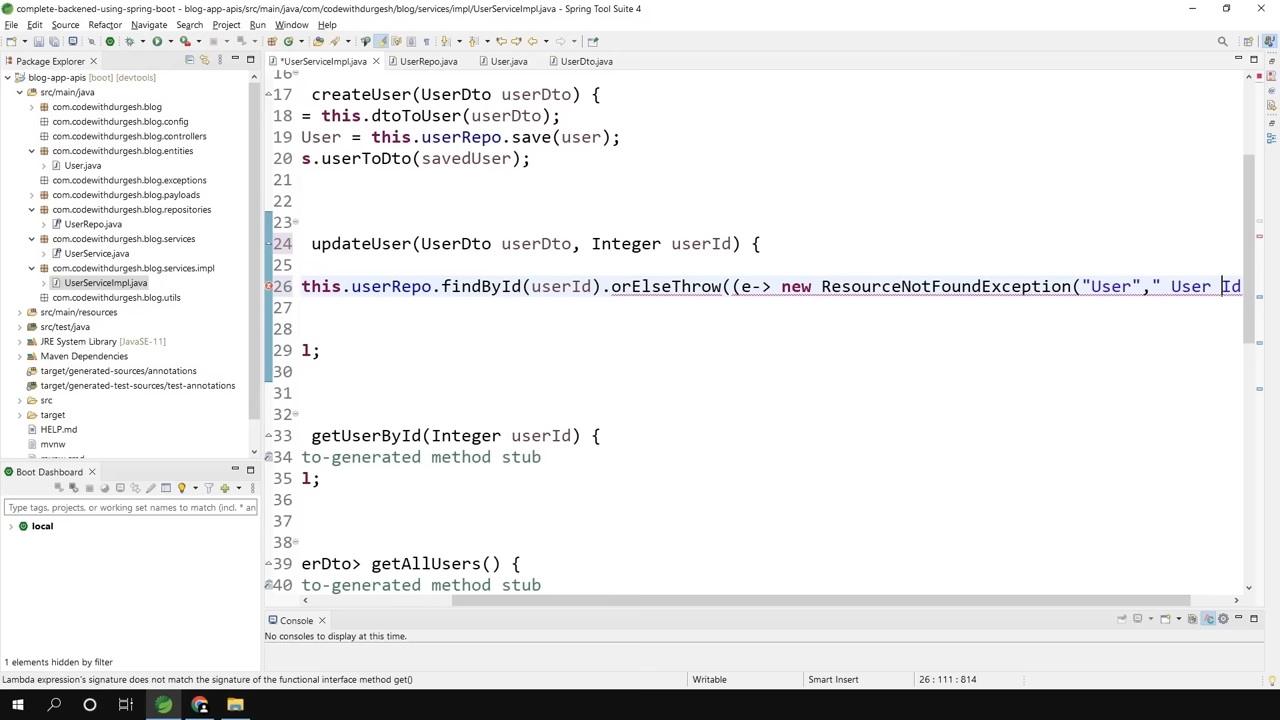 complete-backened-using-spring-boot - blog-app-apis/src/main/java/com/codewithdurgesh/blog/services/impl/UserServiceImpl.java - Spring Tool Suite 4
File Edit Source Refactor Navigate Search Project Run Window Help
Package Explorer
blog-app-apis [boot] [devtools]
src/main/java
com.codewithdurgesh.blog
com.codewithdurgesh.blog.config
com.codewithdurgesh.blog.controllers
com.codewithdurgesh.blog.entities
User.java
com.codewithdurgesh.blog.exceptions
com.codewithdurgesh.blog.payloads
com.codewithdurgesh.blog.repositories
UserRepo.java
com.codewithdurgesh.blog.services
UserService.java
com.codewithdurgesh.blog.services.impl
UserServiceImpl.java
com.codewithdurgesh.blog.utils
src/main/resources
src/test/java
JRE System Library [JavaSE-11]
Maven Dependencies
target/generated-sources/annotations
target/generated-test-sources/test-annotations
src
target
HELP.md
mvnw
Boot Dashboard
Type tags, projects, or working set names to match (incl. * an
local
1 elements hidden by filter
*UserServiceImpl.java UserRepo.java User.java UserDto.java
16
17 createUser(UserDto userDto) {
18 = this.dtoToUser(userDto);
19 User = this.userRepo.save(user);
20 s.userToDto(savedUser);
21
22
23
24 updateUser(UserDto userDto, Integer userId) {
25
26 this.userRepo.findById(userId).orElseThrow((e-> new ResourceNotFoundException("User"," User Id
27
28
29 l;
30
31
32
33 getUserById(Integer userId) {
34 to-generated method stub
35 l;
36
37
38
39 erDto> getAllUsers() {
40 to-generated method stub
Console
No consoles to display at this time.
Lambda expression's signature does not match the signature of the functional interface method get()
Writable Smart Insert 26 : 111 : 814